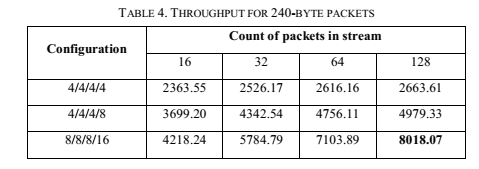 TABLE 4. THROUGHPUT FOR 240-BYTE PACKETS
Configuration Count of packets in stream
16 32 64 128
4/4/4/4 2363.55 2526.17 2616.16 2663.61
4/4/4/8 3699.20 4342.54 4756.11 4979.33
8/8/8/16 4218.24 5784.79 7103.89 8018.07